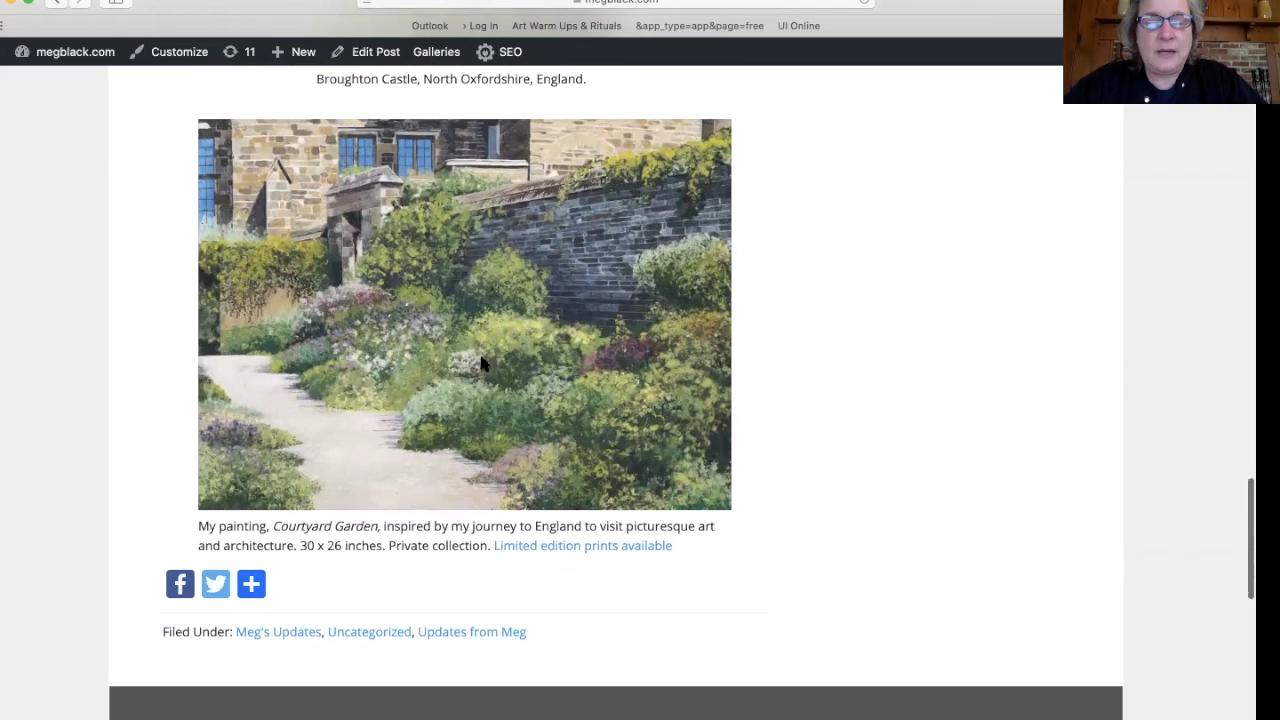 megblack.com
Outlook › Log In Art Warm Ups & Rituals &app_type=app&page=free UI Online
megblack.com Customize 11 New Edit Post Galleries SEO
Broughton Castle, North Oxfordshire, England.
My painting, Courtyard Garden, inspired by my journey to England to visit picturesque art
and architecture. 30 x 26 inches. Private collection. Limited edition prints available
Filed Under: Meg's Updates, Uncategorized, Updates from Meg